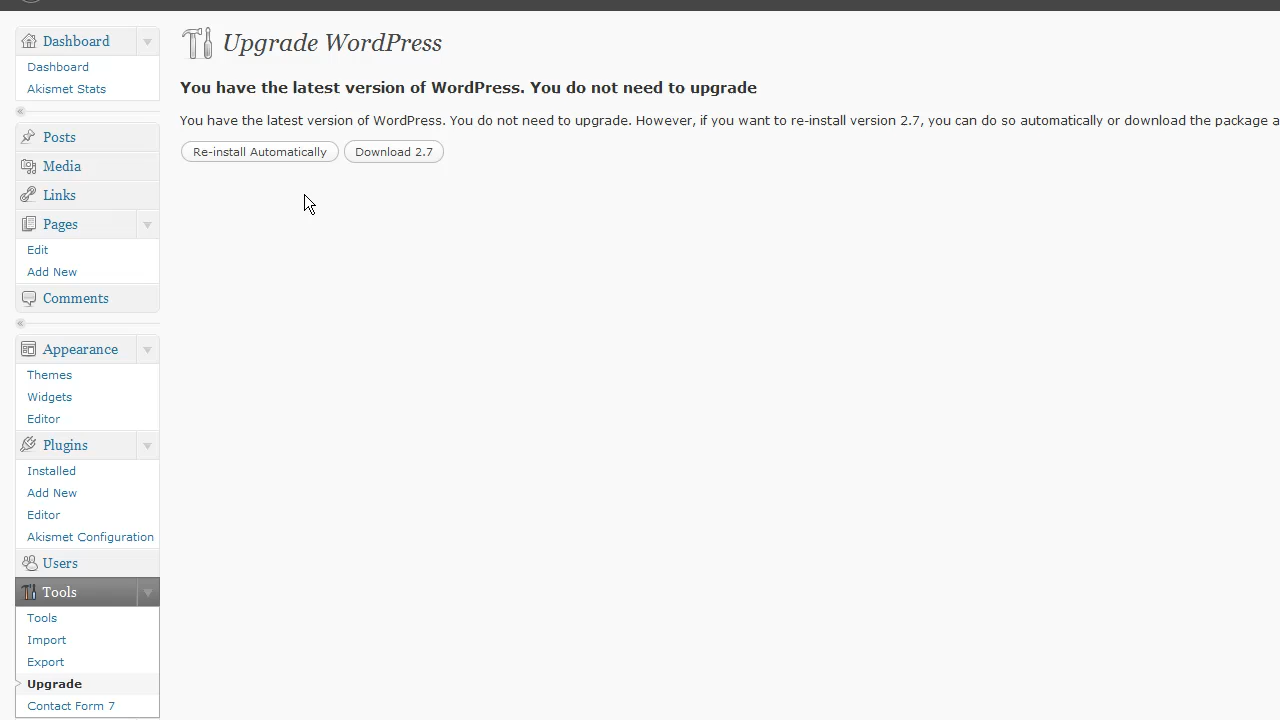 Dashboard
Dashboard
Akismet Stats
Posts
Media
Links
Pages
Edit
Add New
Comments
Appearance
Themes
Widgets
Editor
Plugins
Installed
Add New
Editor
Akismet Configuration
Users
Tools
Tools
Import
Export
Upgrade
Contact Form 7
Upgrade WordPress
You have the latest version of WordPress. You do not need to upgrade
You have the latest version of WordPress. You do not need to upgrade. However, if you want to re-install version 2.7, you can do so automatically or download the package a
Re-install Automatically Download 2.7